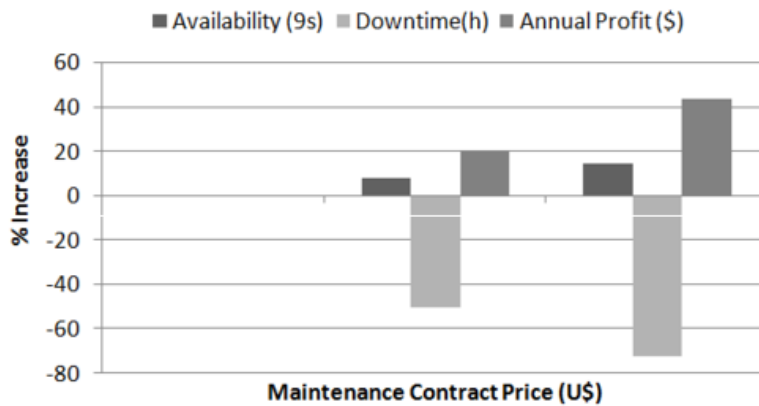 Availability (9s) Downtime(h) Annual Profit ($)
60
40
20
0
-20
-40
-60
-80
% Increase
Maintenance Contract Price (U$)